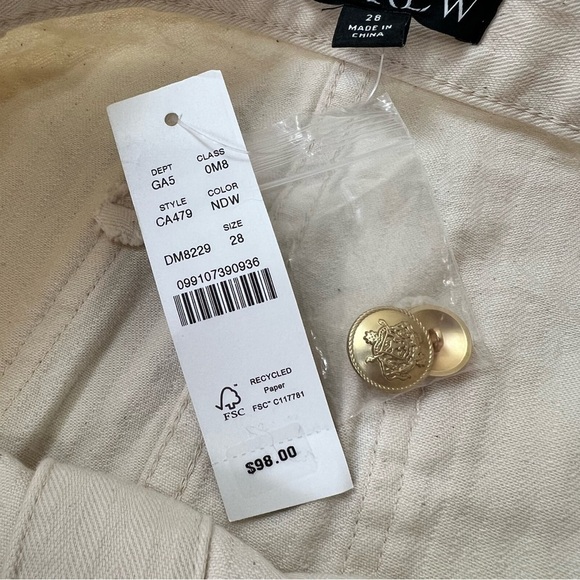 28
MADE IN
CHINA
DEPT CLASS
GA5 0M8
STYLE COLOR
CA479 NDW
SIZE
DM8229 28
099107390936
RECYCLED
Paper
FSC™ C117781
FSC
$98.00